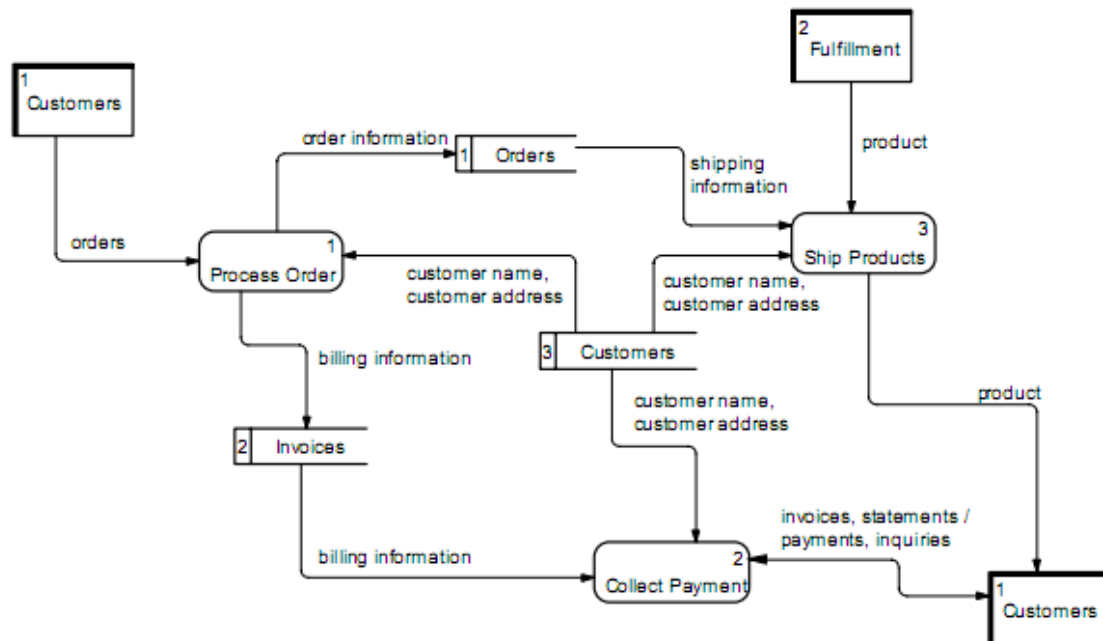 2
Fulfillment
1
Customers
order information
1 Orders
product
shipping
information
orders
1
Process Order
3
Ship Products
customer name,
customer address
customer name,
customer address
3 Customers
billing information
customer name,
customer address
product
2 Invoices
invoices, statements /
payments, inquiries
billing information
2
Collect Payment
1
Customers